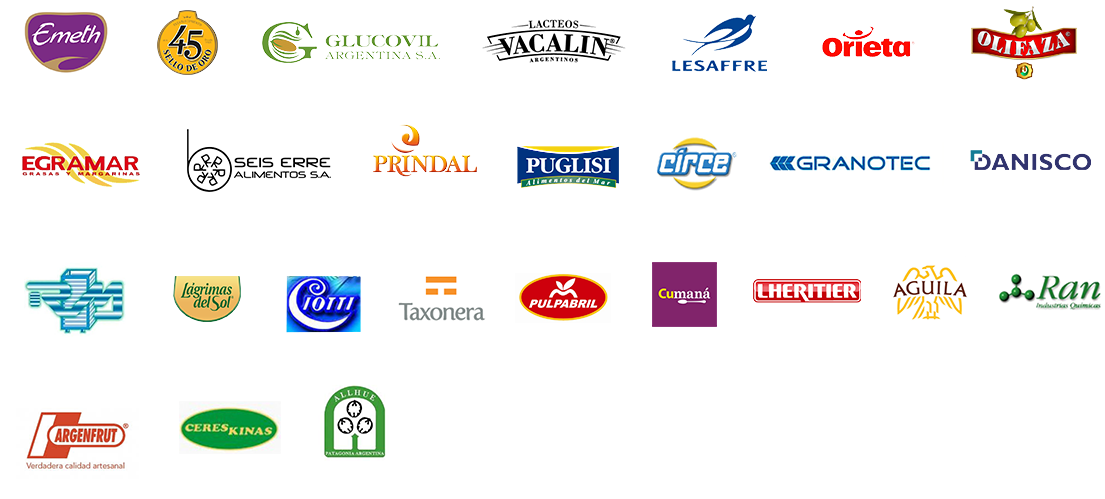 Emeth
45
SELLO DE ORO
GLUCOVIL
ARGENTINA S.A.
LACTEOS
VACALIN®
ARGENTINOS
LESAFFRE
Orieta
OLIFAZA®
EGRAMAR
GRASAS Y MARGARINAS
SEIS ERRE
ALIMENTOS S.A.
PRINDAL
PUGLISI
Alimentos del Mar
circe®
GRANOTEC
DANISCO
Lágrimas
del Sol
CIOTTI
Taxonera
PULPABRIL
Cumaná
LHERITIER
AGUILA
Ran
Industrias Químicas
ARGENFRUT®
Verdadera calidad artesanal
CERES KINAS
ALLHUE
PATAGONIA ARGENTINA